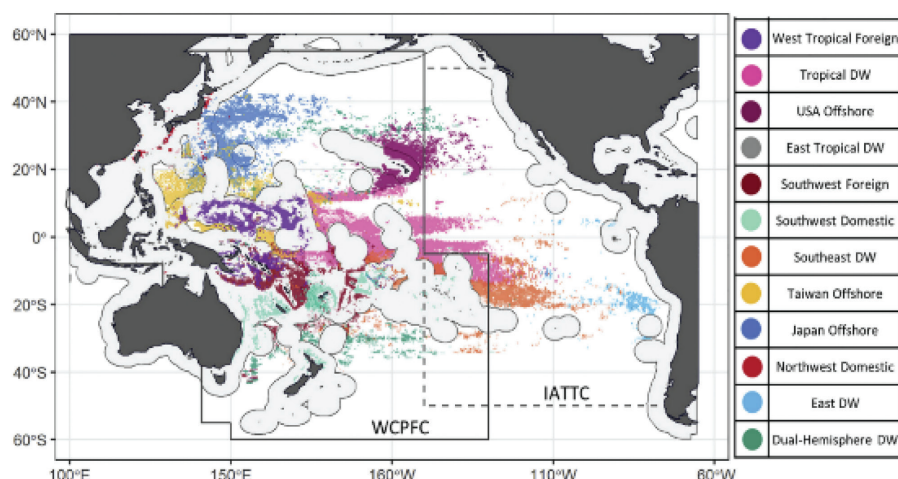 60°N
40°N
20°N
0°
20°S
40°S
60°S
100°E
150°E
160°W
110°W
60°W
WCPFC
IATTC
West Tropical Foreign
Tropical DW
USA Offshore
East Tropical DW
Southwest Foreign
Southwest Domestic
Southeast DW
Taiwan Offshore
Japan Offshore
Northwest Domestic
East DW
Dual-Hemisphere DW